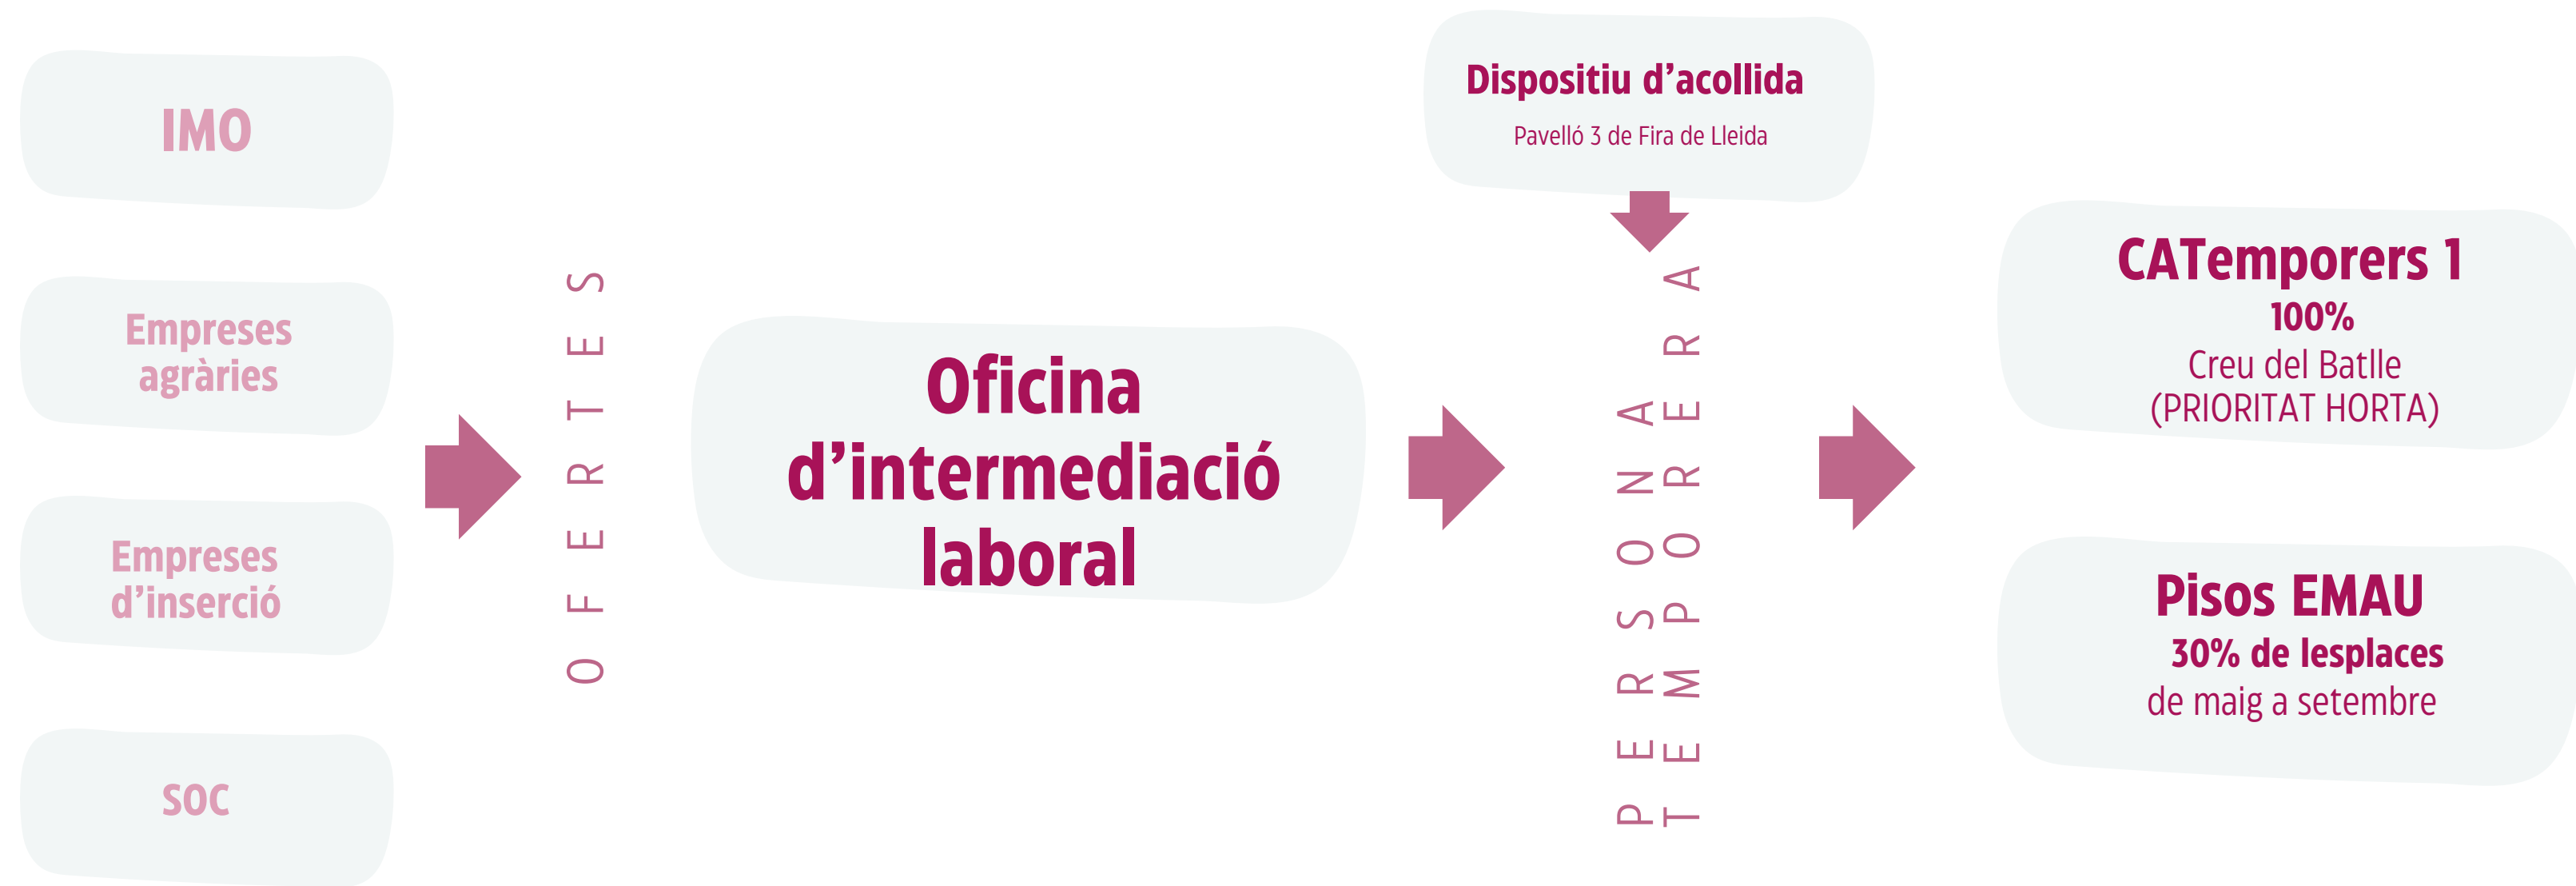 IMO
Empreses
agràries
Empreses
d’inserció
SOC
OFERTES
Oficina
d’intermediació
laboral
Dispositiu d’acollida
Pavelló 3 de Fira de Lleida
PERSONA
TEMPORERA
CATemporers 1
100%
Creu del Batlle
(PRIORITAT HORTA)
Pisos EMAU
30% de lesplaces
de maig a setembre